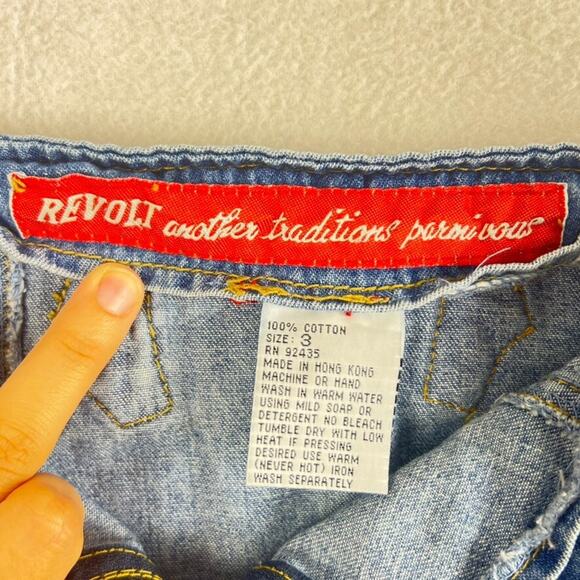 REVOLT another traditions parmi vous
100% COTTON
SIZE: 3
RN 92435
MADE IN HONG KONG
MACHINE OR HAND
WASH IN WARM WATER
USING MILD SOAP OR
DETERGENT NO BLEACH
TUMBLE DRY WITH LOW
HEAT IF PRESSING
DESIRED USE WARM
(NEVER HOT) IRON
WASH SEPARATELY